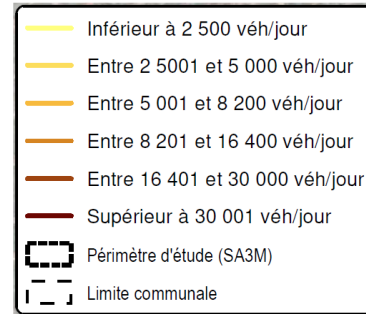 Inférieur à 2 500 véh/jour
Entre 2 5001 et 5 000 véh/jour
Entre 5 001 et 8 200 véh/jour
Entre 8 201 et 16 400 véh/jour
Entre 16 401 et 30 000 véh/jour
Supérieur à 30 001 véh/jour
Périmètre d'étude (SA3M)
Limite communale